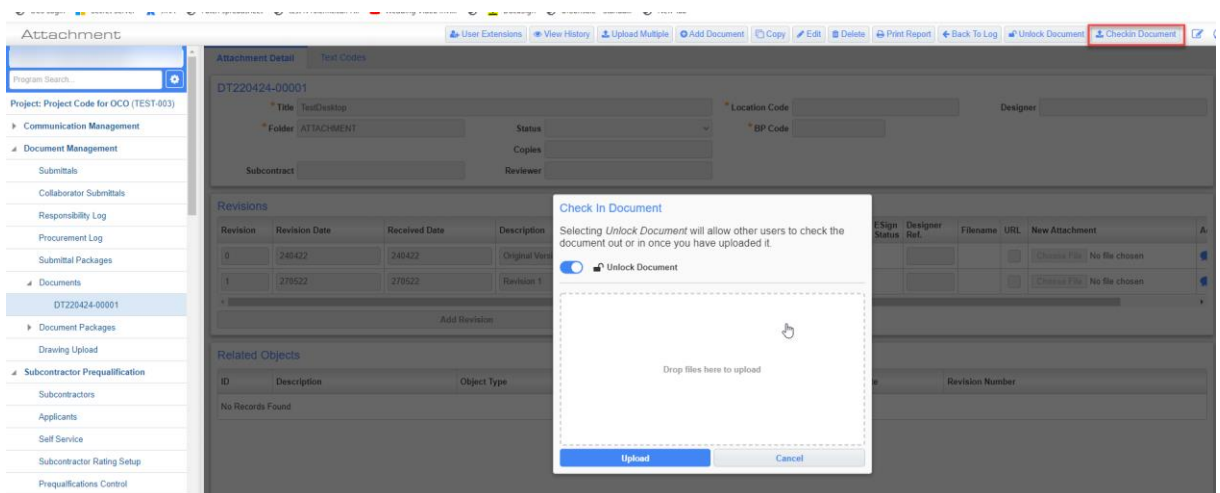 Attachment
User Extensions View History Upload Multiple Add Document Copy Edit Delete Print Report Back To Log Unlock Document Checkin Document
Program Search...
Project: Project Code for OCO (TEST-003)
Communication Management
Document Management
Submittals
Collaborator Submittals
Responsibility Log
Procurement Log
Submittal Packages
Documents
DT220424-00001
Document Packages
Drawing Upload
Subcontractor Prequalification
Subcontractors
Applicants
Self Service
Subcontractor Rating Setup
Prequalifications Control
Attachment Detail Text Codes
DT220424-00001
* Title TestDesktop * Location Code Designer
* Folder ATTACHMENT Status * BP Code
Copies
Subcontract Reviewer
Revisions
Revision Revision Date Received Date Description ESign Status Designer Ref. Filename URL New Attachment
0 240422 240422 Original Versi Choose File No file chosen
1 270522 270522 Revision 1 Choose File No file chosen
Add Revision
Related Objects
ID Description Object Type Revision Number
No Records Found
Check In Document
Selecting Unlock Document will allow other users to check the
document out or in once you have uploaded it.
Unlock Document
Drop files here to upload
Upload Cancel